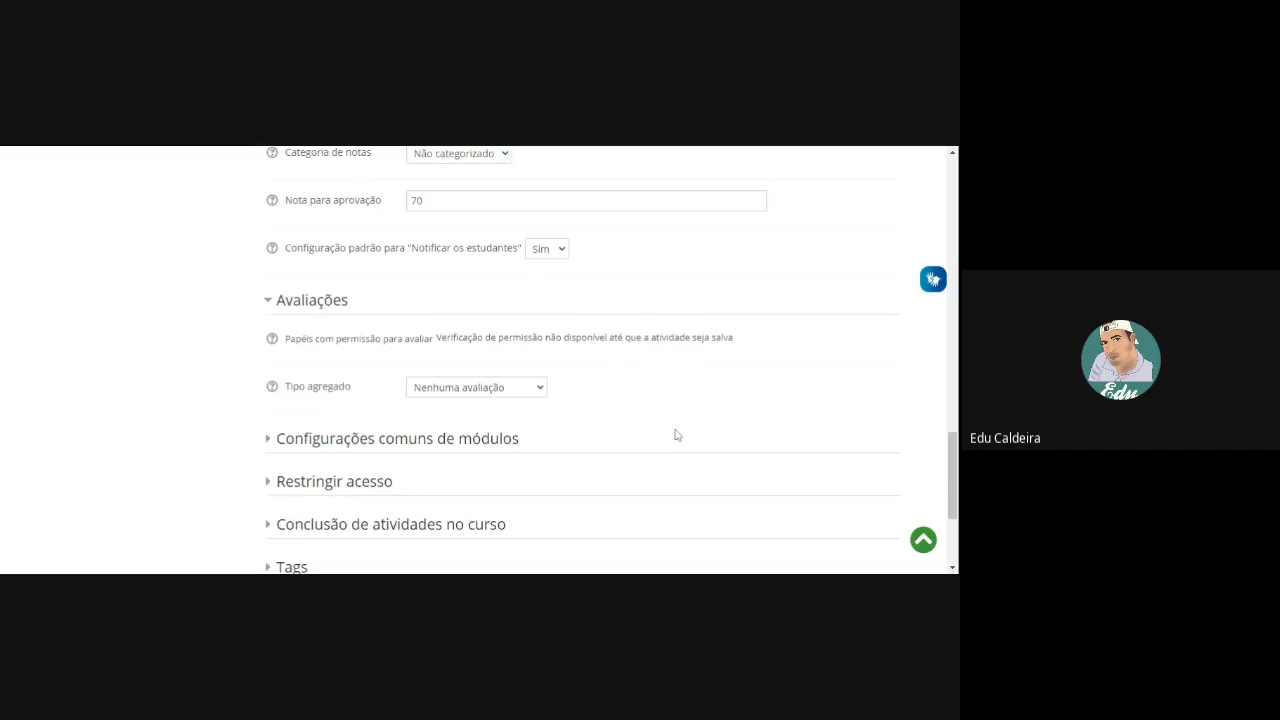 Categoria de notas Não categorizado
Nota para aprovação 70
Configuração padrão para "Notificar os estudantes" Sim
Avaliações
Papéis com permissão para avaliar Verificação de permissão não disponível até que a atividade seja salva
Tipo agregado Nenhuma avaliação
Configurações comuns de módulos
Restringir acesso
Conclusão de atividades no curso
Tags
Edu
Edu Caldeira